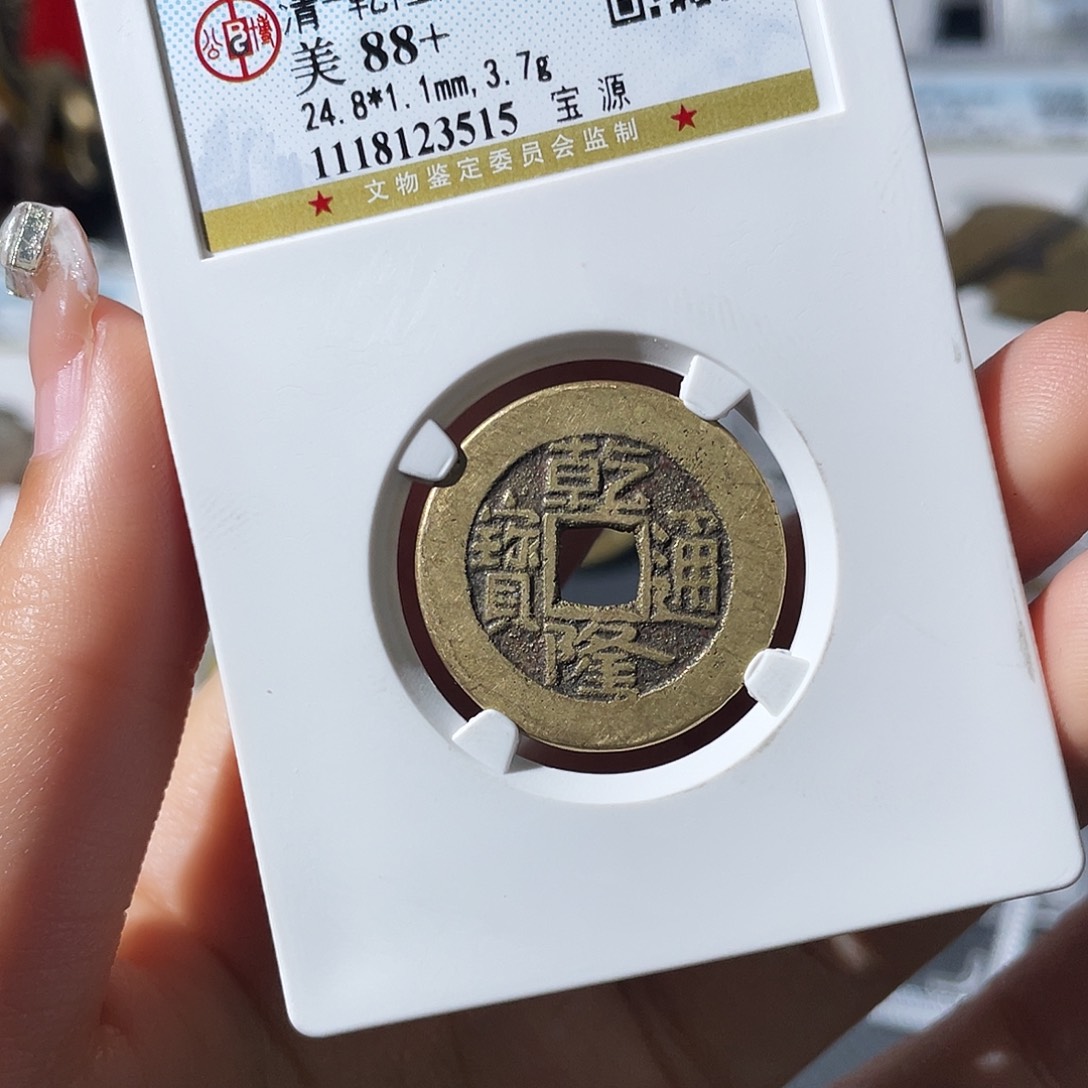 清
美 88+
24.8*1.1mm, 3.7g
1118123515 宝源
★ 文物鉴定委员会监制 ★
乾隆通寳